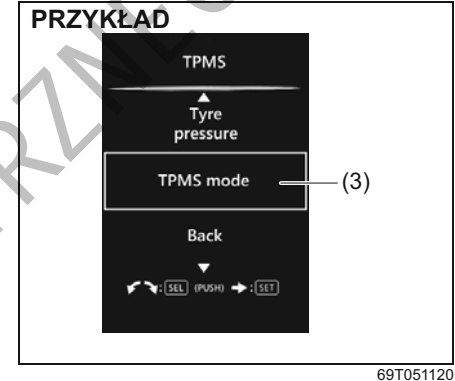 PRZYKŁAD
TPMS
Tyre
pressure
TPMS mode
(3)
Back
:SEL (PUSH) :SET
69T051120